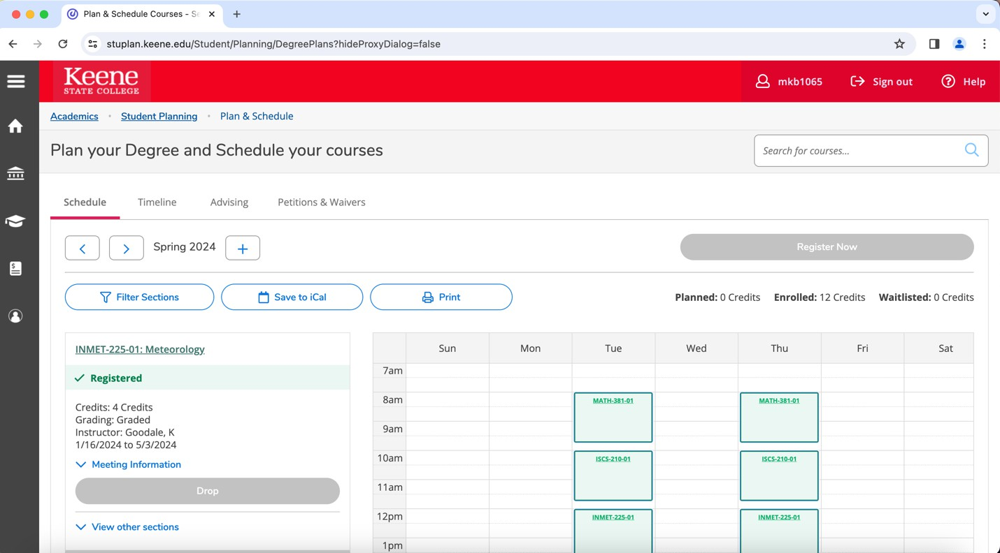 Plan & Schedule Courses - Se
stuplan.keene.edu/Student/Planning/DegreePlans?hideProxyDialog=false
Keene
STATE COLLEGE
mkb1065
Sign out
Help
Academics • Student Planning • Plan & Schedule
Plan your Degree and Schedule your courses
Search for courses...
Schedule
Timeline
Advising
Petitions & Waivers
Spring 2024
Register Now
Filter Sections
Save to iCal
Print
Planned: 0 Credits Enrolled: 12 Credits Waitlisted: 0 Credits
INMET-225-01: Meteorology
Registered
Credits: 4 Credits
Grading: Graded
Instructor: Goodale, K
1/16/2024 to 5/3/2024
Meeting Information
Drop
View other sections
Sun Mon Tue Wed Thu Fri Sat
7am
8am
MATH-381-01 MATH-381-01
9am
10am
ISCS-210-01 ISCS-210-01
11am
12pm
INMET-225-01 INMET-225-01
1pm